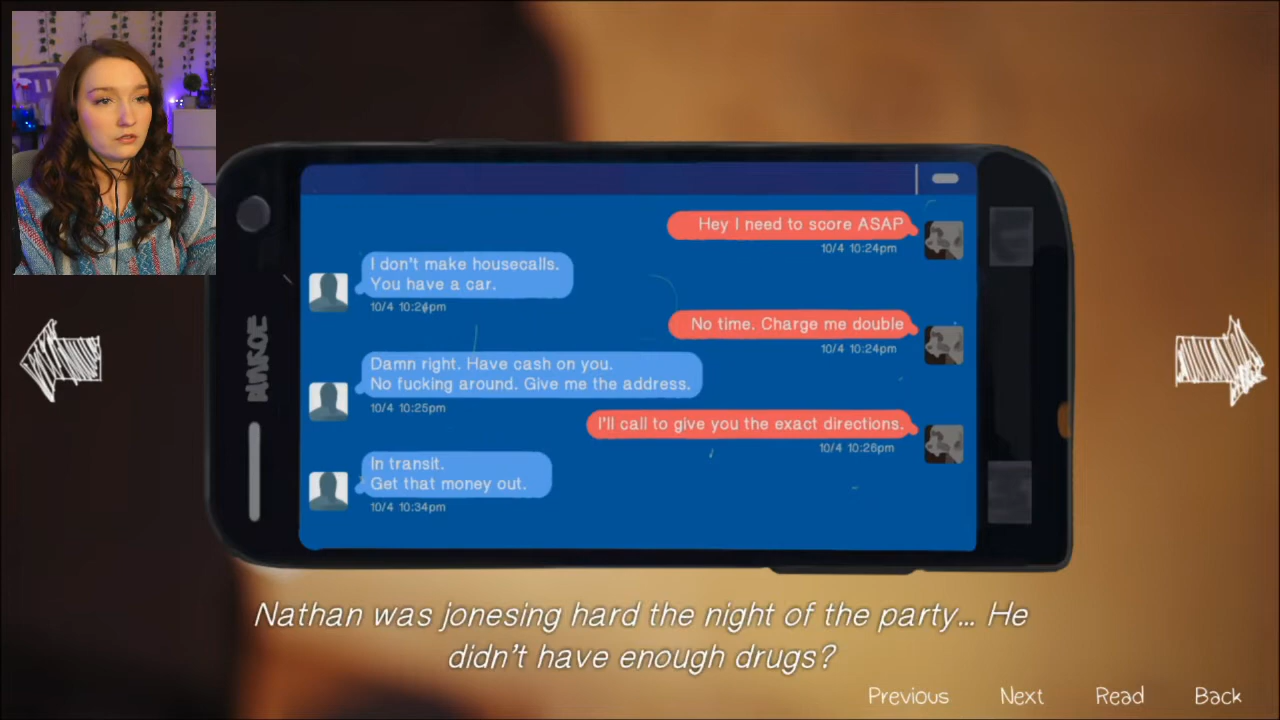 Hey I need to score ASAP
10/4 10:24pm
I don't make housecalls.
You have a car.
10/4 10:24pm
No time. Charge me double
10/4 10:24pm
Damn right. Have cash on you.
No fucking around. Give me the address.
10/4 10:25pm
I'll call to give you the exact directions.
10/4 10:26pm
In transit.
Get that money out.
10/4 10:34pm
Nathan was jonesing hard the night of the party... He
didn't have enough drugs?
Previous Next Read Back